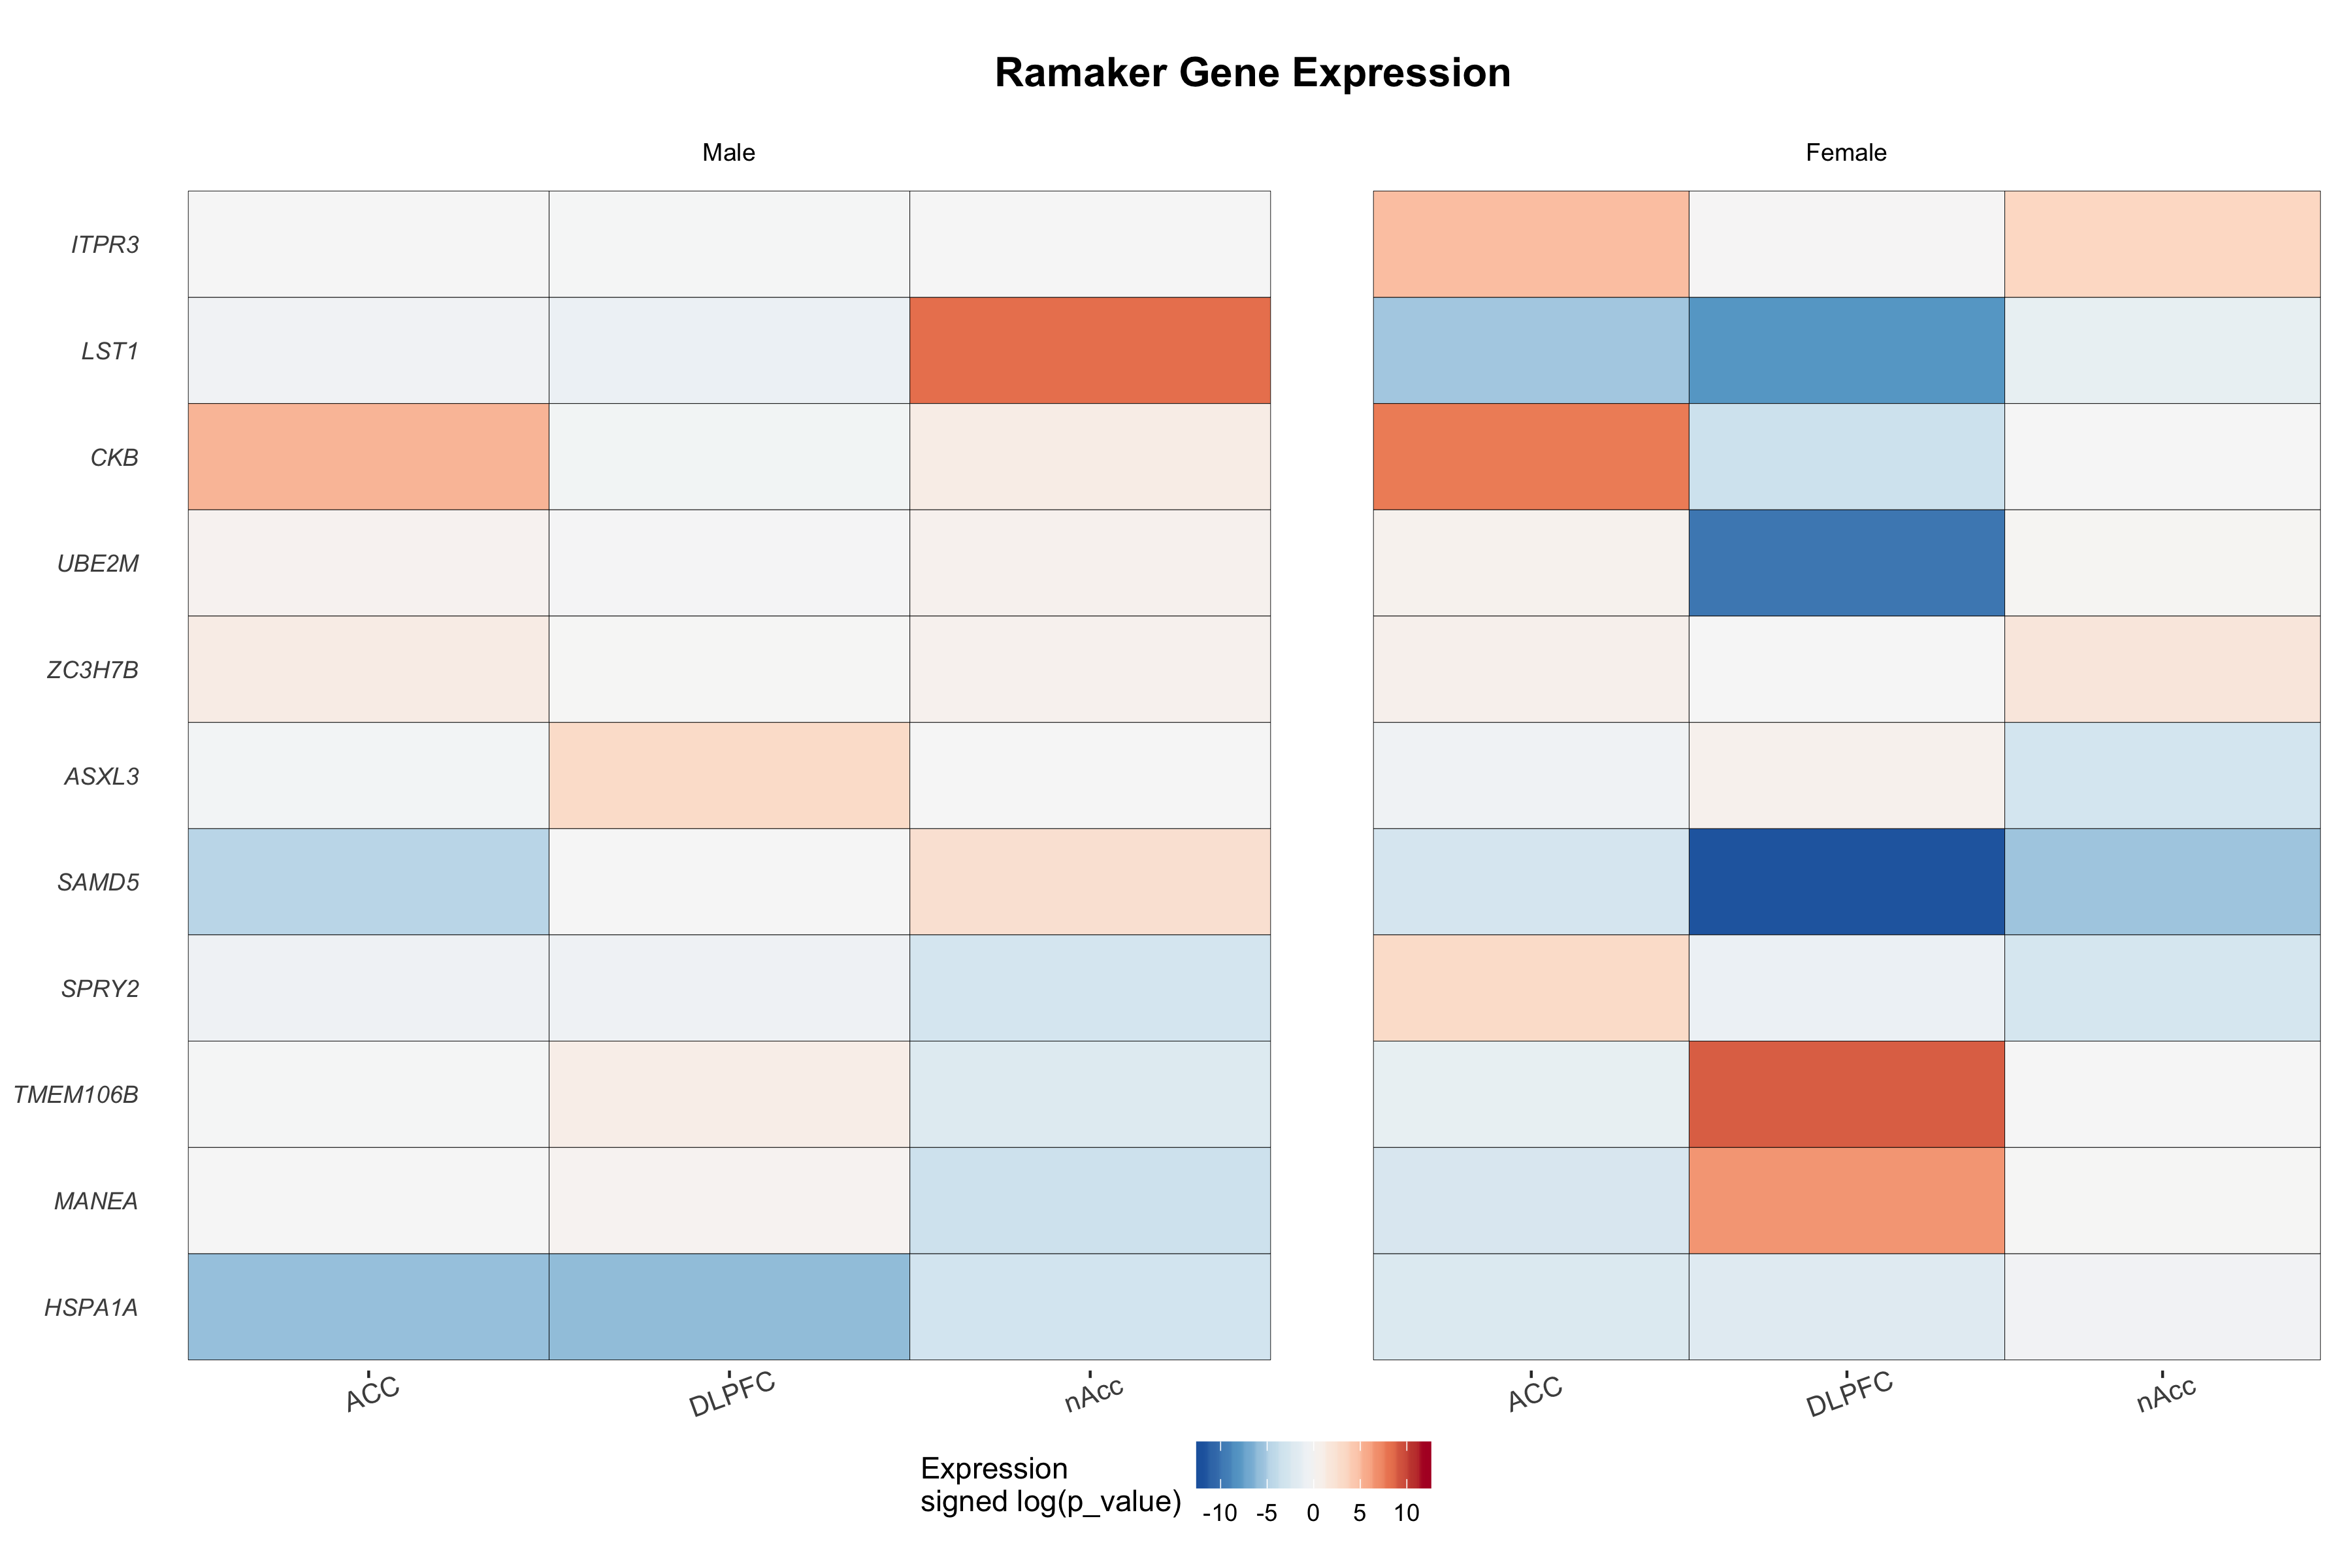 Ramaker Gene Expression
Male
Female
ITPR3
LST1
CKB
UBE2M
ZC3H7B
ASXL3
SAMD5
SPRY2
TMEM106B
MANEA
HSPA1A
ACC
DLPFC
nAcc
ACC
DLPFC
nAcc
Expression
signed log(p_value)
-10
-5
0
5
10